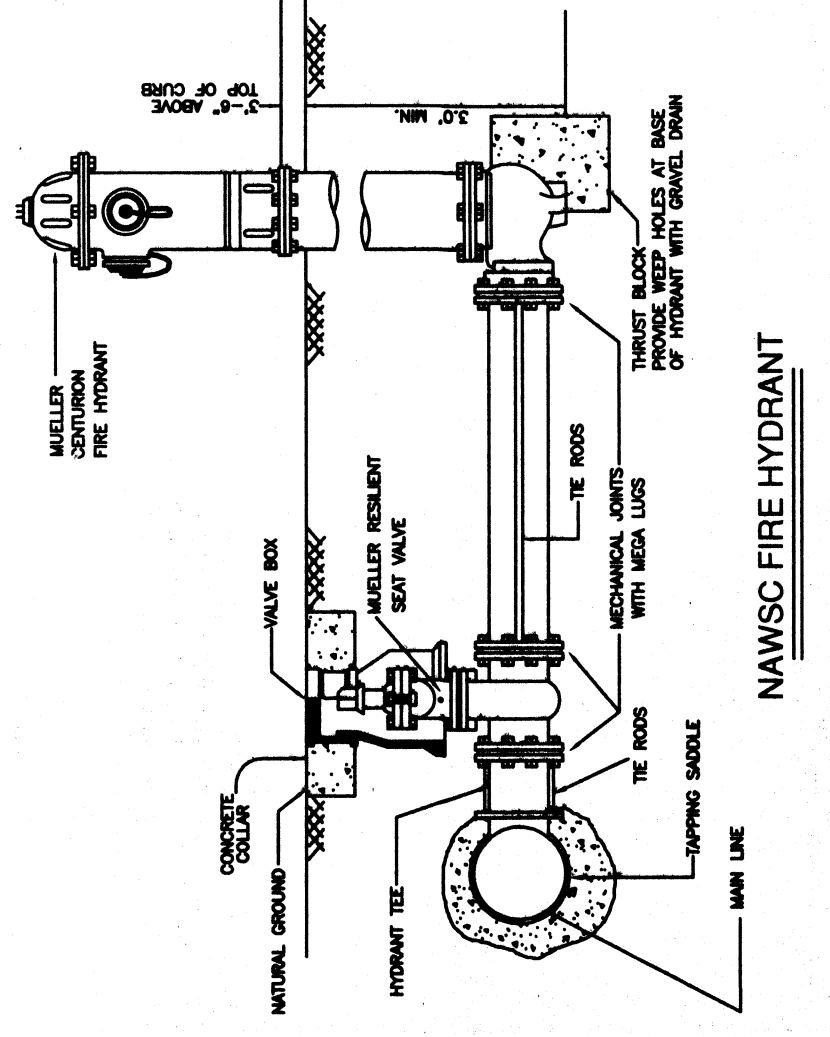 MUELLER
CENTURION
FIRE HYDRANT
3'-6" ABOVE
TOP OF CURB
3.0' MIN.
VALVE BOX
MUELLER RESILIENT
SEAT VALVE
CONCRETE
COLLAR
NATURAL GROUND
HYDRANT TEE
TIE RODS
MECHANICAL JOINTS
WITH MEGA LUGS
THRUST BLOCK
PROVIDE WEEP HOLES AT BASE
OF HYDRANT WITH GRAVEL DRAIN
TIE RODS
TAPPING SADDLE
MAIN LINE
NAWSC FIRE HYDRANT